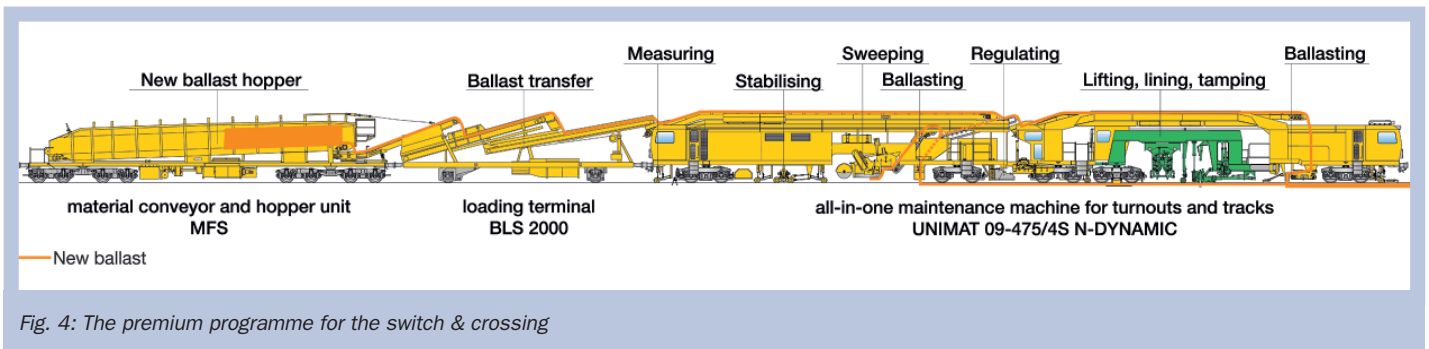 Measuring
Sweeping
Regulating
Ballasting
New ballast hopper
Ballast transfer
Stabilising
Ballasting
Lifting, lining, tamping
material conveyor and hopper unit
MFS
loading terminal
BLS 2000
all-in-one maintenance machine for turnouts and tracks
UNIMAT 09-475/4S N-DYNAMIC
New ballast
Fig. 4: The premium programme for the switch & crossing